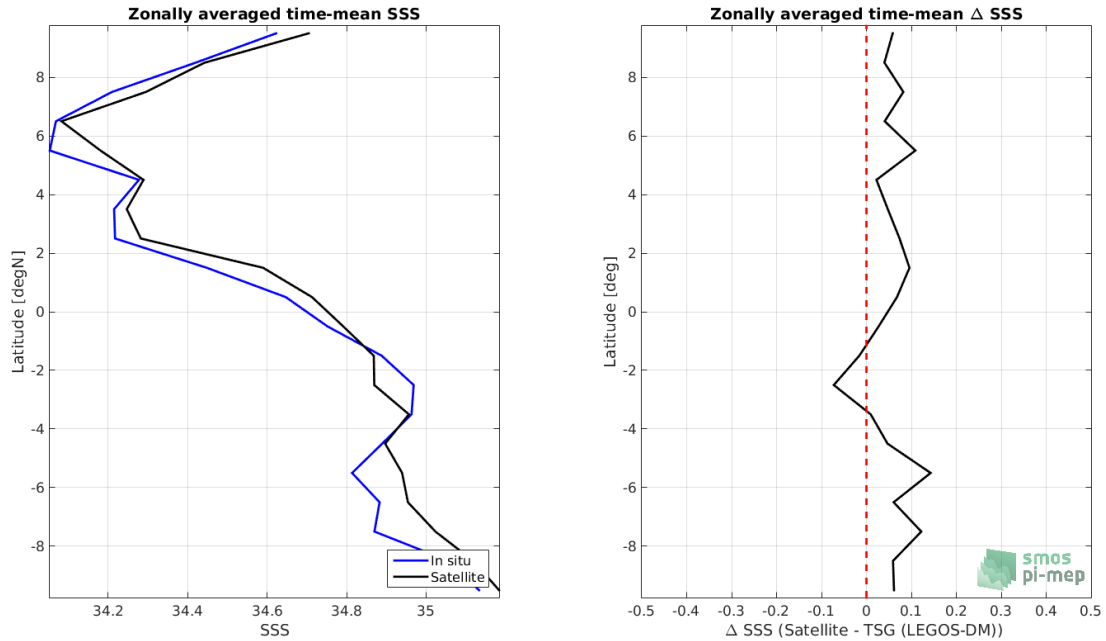 Zonally averaged time-mean SSS
8
6
4
2
0
-2
-4
-6
-8
Latitude [degN]
34.2 34.4 34.6 34.8 35
SSS
In situ
Satellite
Zonally averaged time-mean Δ SSS
8
6
4
2
0
-2
-4
-6
-8
Latitude [deg]
-0.5 -0.4 -0.3 -0.2 -0.1 0 0.1 0.2 0.3 0.4 0.5
Δ SSS (Satellite - TSG (LEGOS-DM))
smos
pi-mep